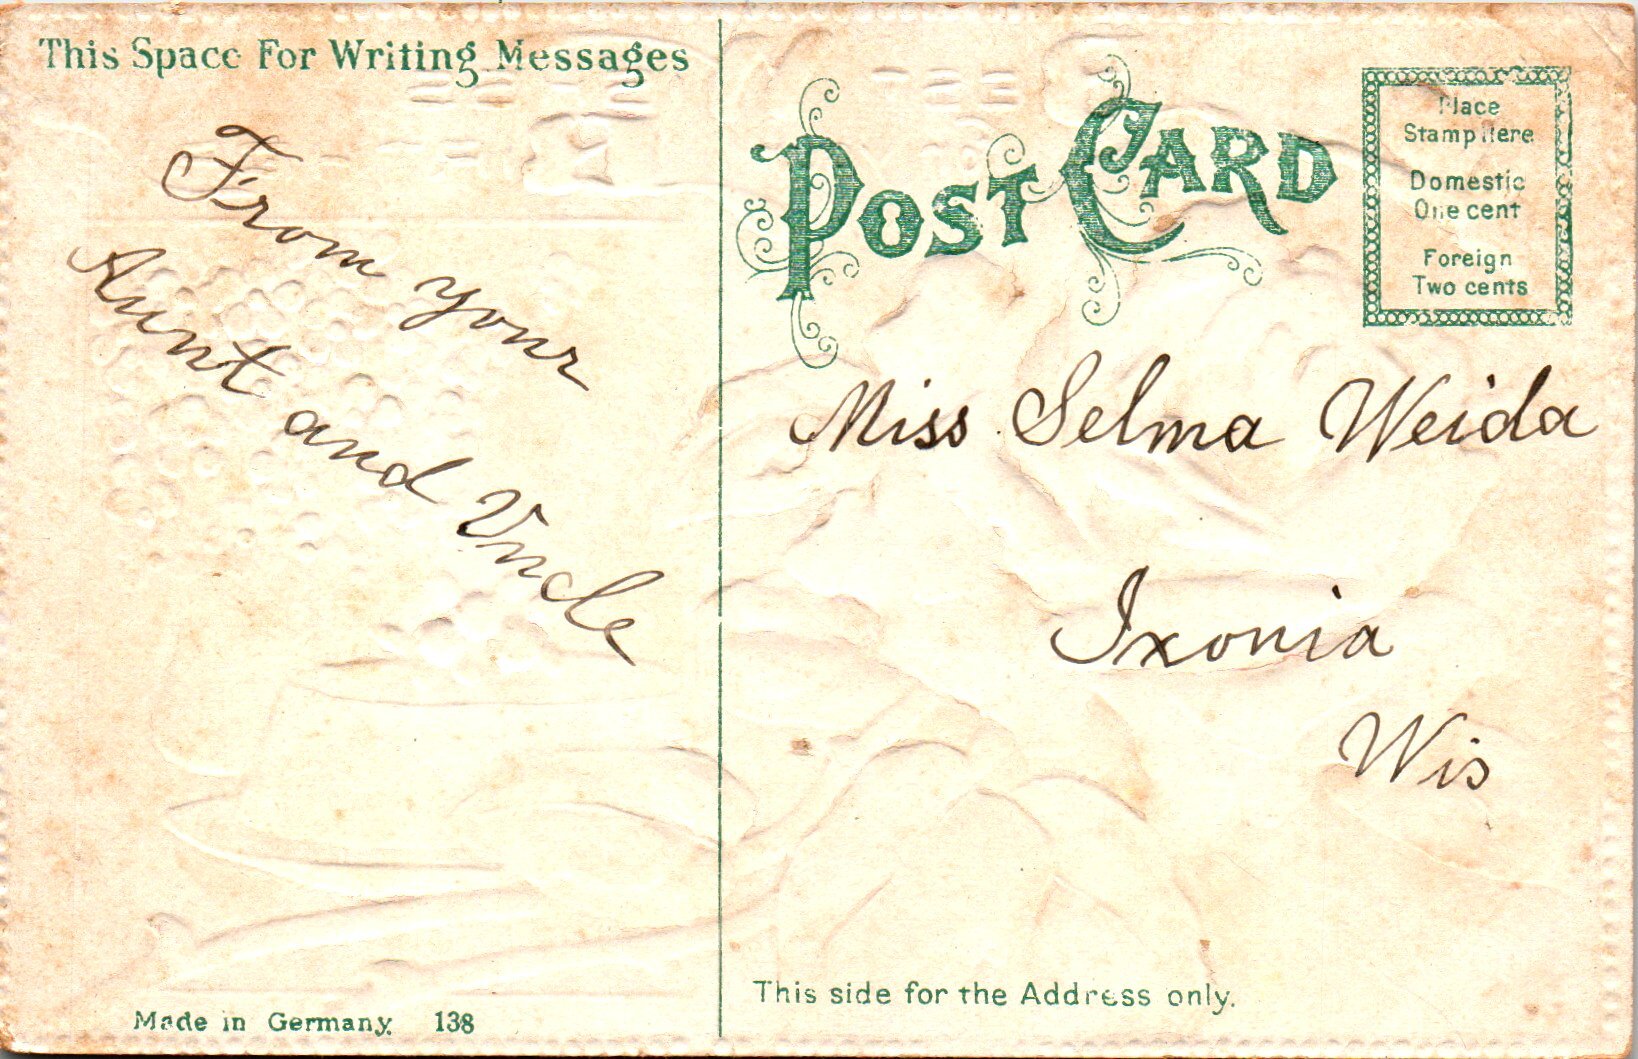 This Space For Writing Messages
From your
Aunt and Uncle
Made in Germany. 138
POST CARD
Place
Stamp Here
Domestic
One cent
Foreign
Two cents
Miss Selma Weida
Ixonia
Wis
This side for the Address only.